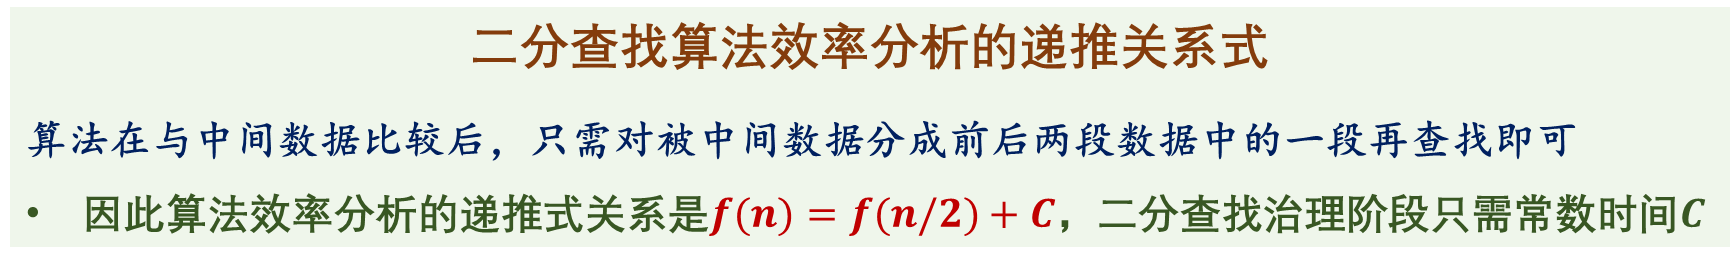 二分查找算法效率分析的递推关系式
算法在与中间数据比较后，只需对被中间数据分成前后两段数据中的一段再查找即可
• 因此算法效率分析的递推式关系是f(n) = f(n/2) + C，二分查找治理阶段只需常数时间C